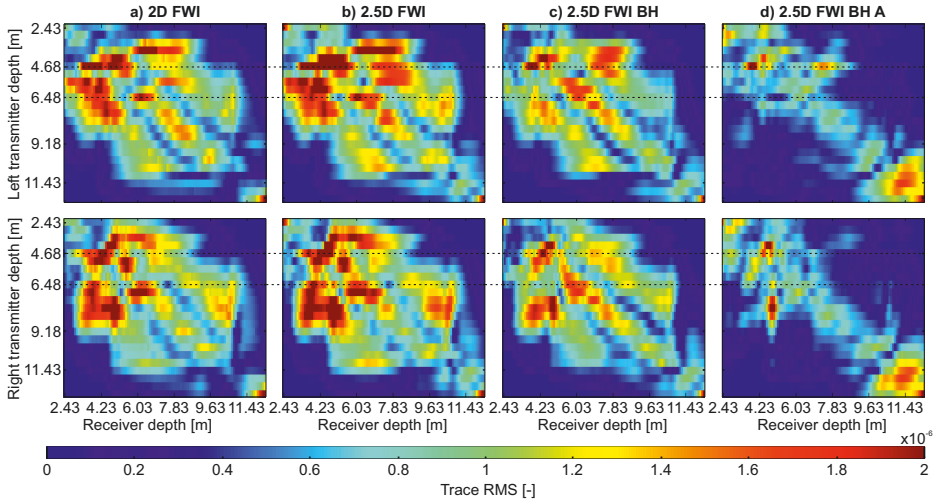 a) 2D FWI b) 2.5D FWI c) 2.5D FWI BH d) 2.5D FWI BH A
Left transmitter depth [m]
2.43
4.68
6.48
9.18
11.43
Right transmitter depth [m]
2.43
4.68
6.48
9.18
11.43
2.43 4.23 6.03 7.83 9.63 11.43 2.43 4.23 6.03 7.83 9.63 11.43 2.43 4.23 6.03 7.83 9.63 11.43 2.43 4.23 6.03 7.83 9.63 11.43
Receiver depth [m] Receiver depth [m] Receiver depth [m] Receiver depth [m]
x10⁻⁶
0 0.2 0.4 0.6 0.8 1 1.2 1.4 1.6 1.8 2
Trace RMS [-]